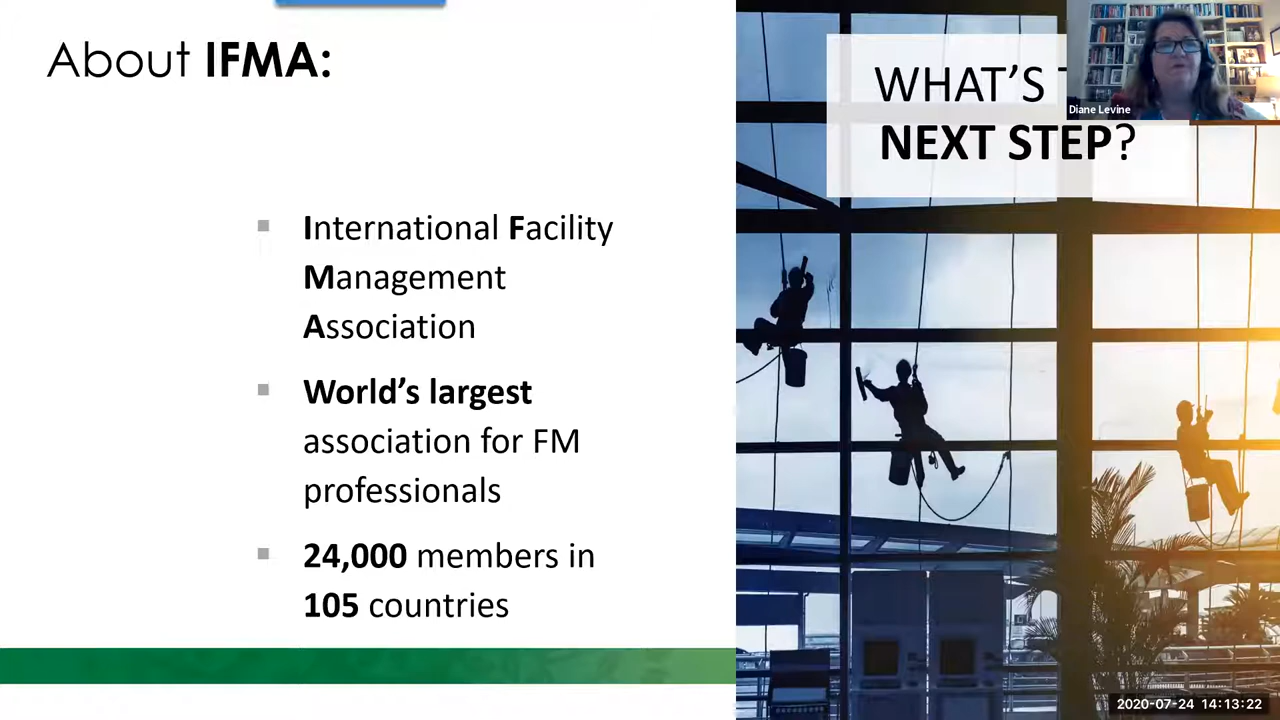 About IFMA:
International Facility
Management
Association
World's largest
association for FM
professionals
24,000 members in
105 countries
WHAT'S
NEXT STEP?
Diane Levine
2020-07-24 14:13:22